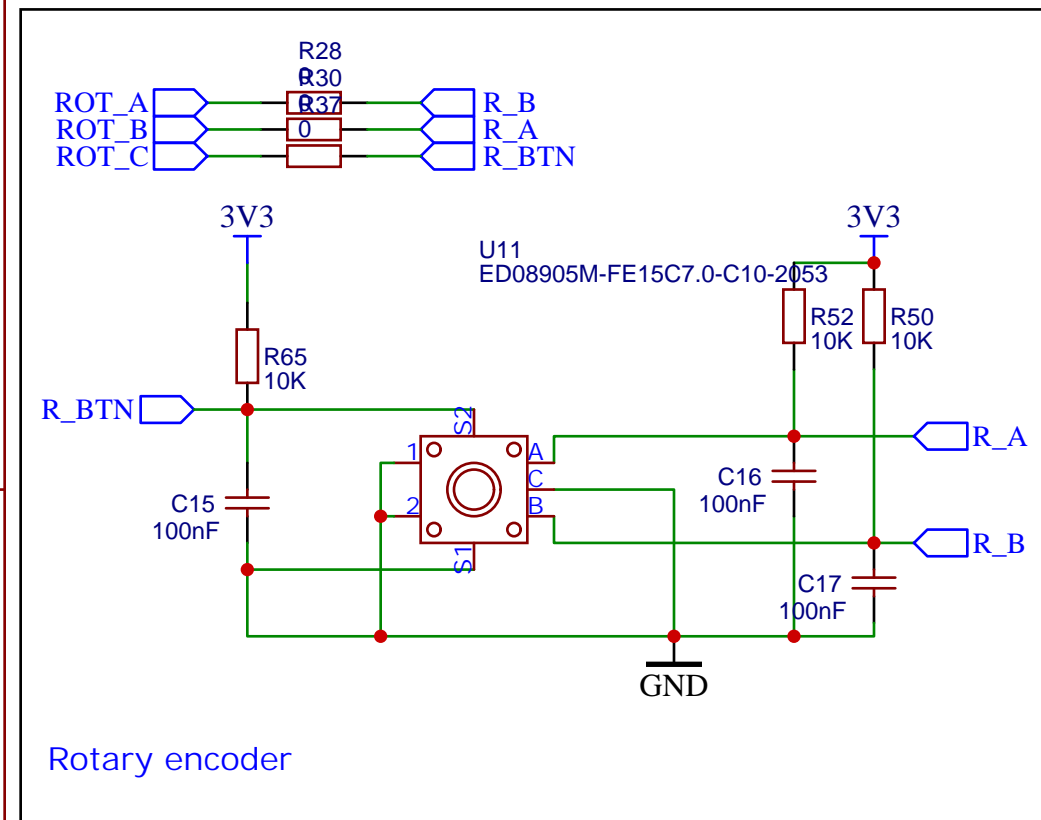 R28
0
R30
0
R37
0
ROT_A
R_B
ROT_B
R_A
ROT_C
R_BTN
3V3
3V3
U11
ED08905M-FE15C7.0-C10-2053
R52
10K
R50
10K
R65
10K
R_BTN
S2
1
A
R_A
C
2
B
C15
100nF
C16
100nF
S1
R_B
C17
100nF
GND
Rotary encoder